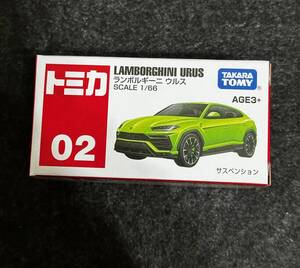 トミカ
02
LAMBORGHINI URUS
ランボルギーニ ウルス
SCALE 1/66
TAKARA
TOMY
AGE3+
サスペンション